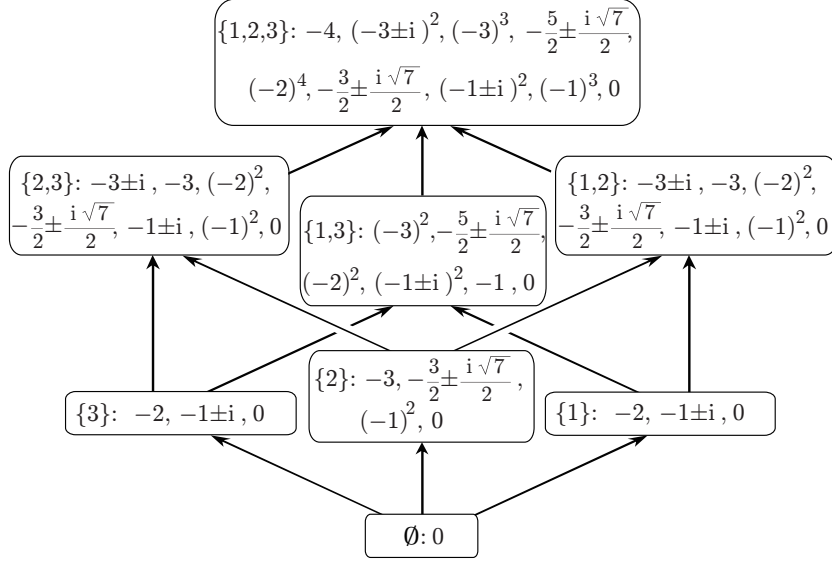 {1,2,3}: −4, (−3±i)², (−3)³, −5/2±i√7/2,
(−2)⁴, −3/2±i√7/2, (−1±i)², (−1)³, 0
{2,3}: −3±i, −3, (−2)²,
−3/2±i√7/2, −1±i, (−1)², 0
{1,3}: (−3)², −5/2±i√7/2,
(−2)², (−1±i)², −1, 0
{1,2}: −3±i, −3, (−2)²,
−3/2±i√7/2, −1±i, (−1)², 0
{3}: −2, −1±i, 0
{2}: −3, −3/2±i√7/2,
(−1)², 0
{1}: −2, −1±i, 0
∅: 0